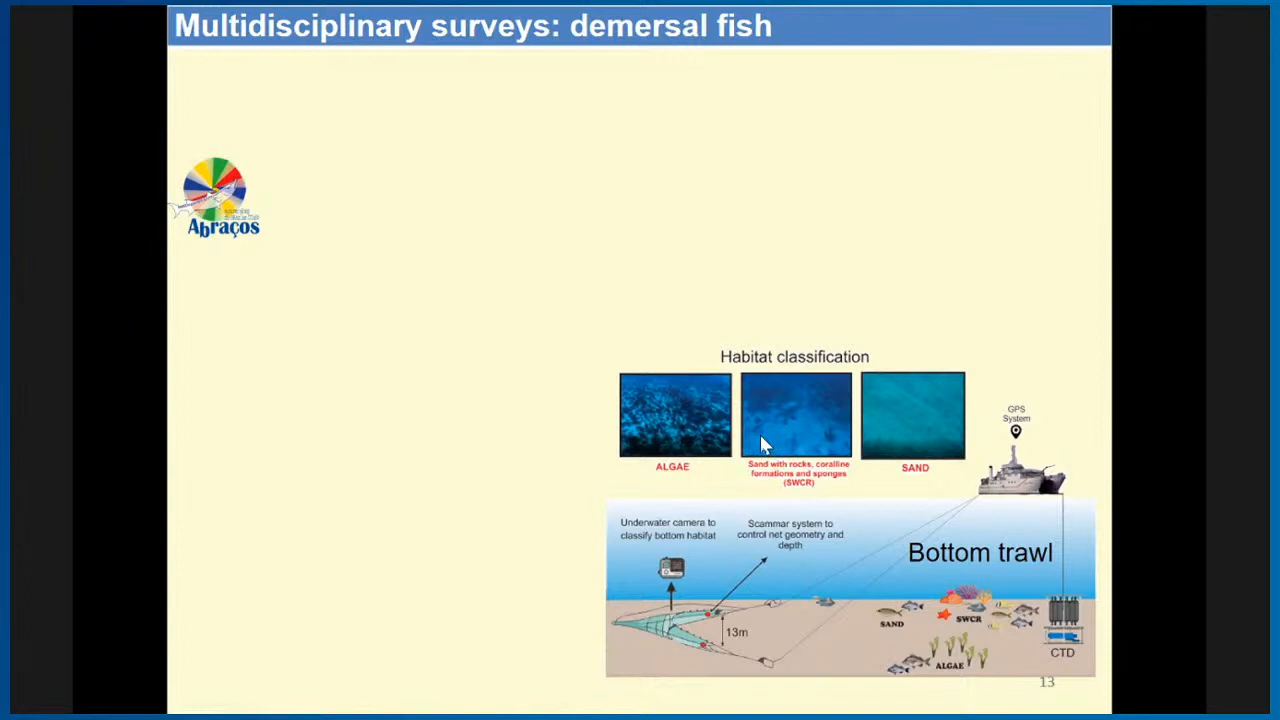 Multidisciplinary surveys: demersal fish
Abraços
Habitat classification
ALGAE
Sand with rocks, coralline
formations and sponges
(SWCR)
SAND
GPS
System
Underwater camera to
classify bottom habitat
Scammar system to
control net geometry and
depth
Bottom trawl
13m
SAND
SWCR
ALGAE
CTD
13